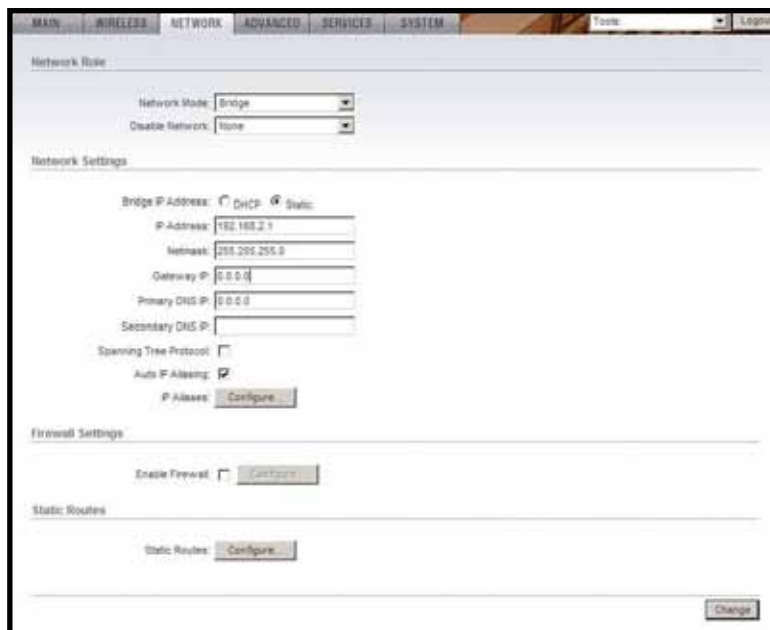 MAIN WIRELESS NETWORK ADVANCED SERVICES SYSTEM Tools: Logout
Network Role
Network Mode: Bridge
Disable Network: None
Network Settings
Bridge IP Address: DHCP Static
IP Address: 192.168.2.1
Netmask: 255.255.255.0
Gateway IP: 0.0.0.0
Primary DNS IP: 0.0.0.0
Secondary DNS IP:
Spanning Tree Protocol:
Auto IP Aliasing:
IP Aliases: Configure...
Firewall Settings
Enable Firewall: Configure...
Static Routes
Static Routes: Configure...
Change